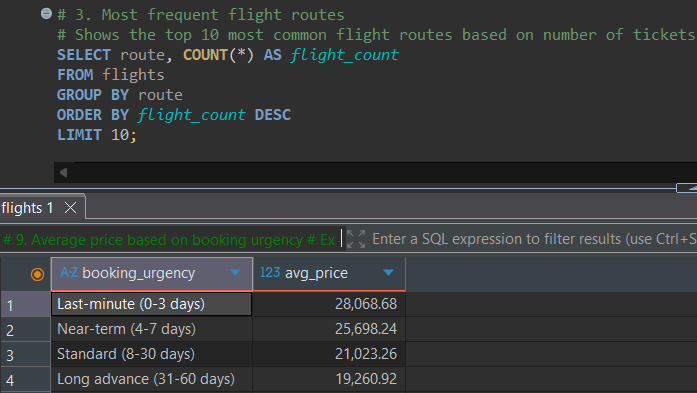 # 3. Most frequent flight routes
# Shows the top 10 most common flight routes based on number of tickets
SELECT route, COUNT(*) AS flight_count
FROM flights
GROUP BY route
ORDER BY flight_count DESC
LIMIT 10;
flights 1
# 9. Average price based on booking urgency # Ex
Enter a SQL expression to filter results (use Ctrl+S
A-Z booking_urgency 123 avg_price
1 Last-minute (0-3 days) 28,068.68
2 Near-term (4-7 days) 25,698.24
3 Standard (8-30 days) 21,023.26
4 Long advance (31-60 days) 19,260.92